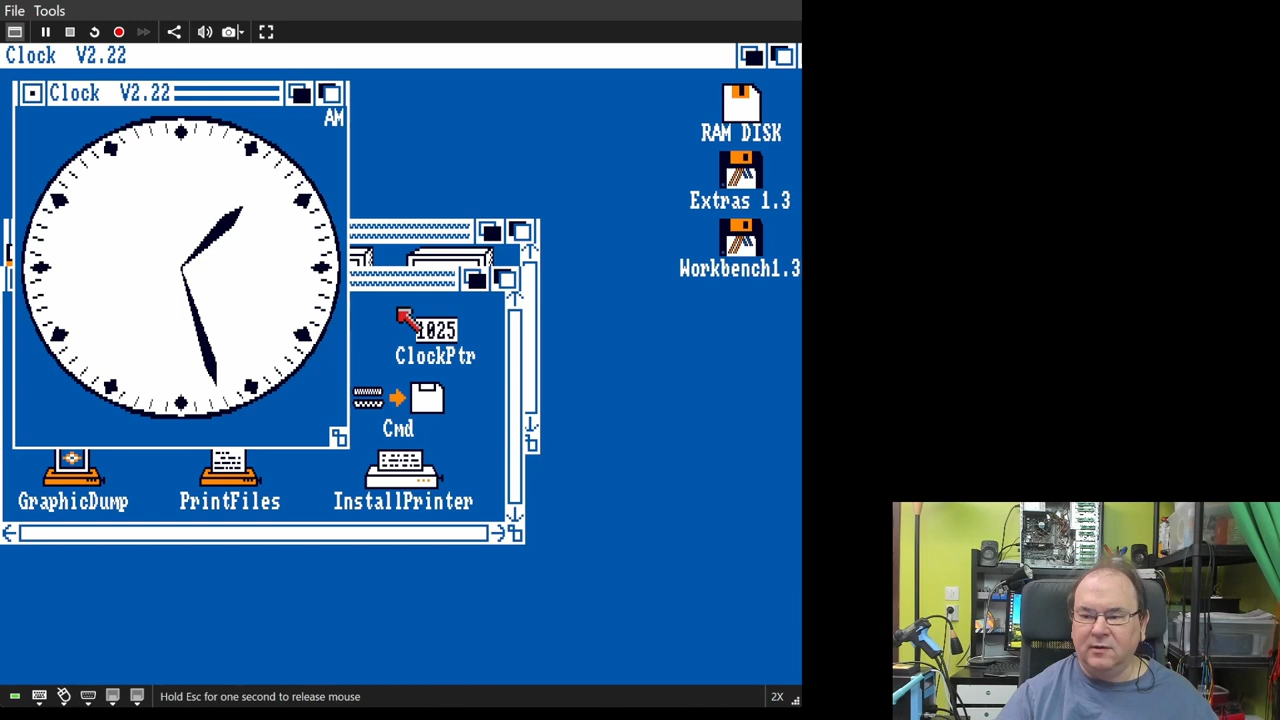 File Tools
Clock V2.22
Clock V2.22
AM
RAM DISK
Extras 1.3
Workbench1.3
1025
ClockPtr
Cmd
GraphicDump
PrintFiles
InstallPrinter
Hold Esc for one second to release mouse
2X